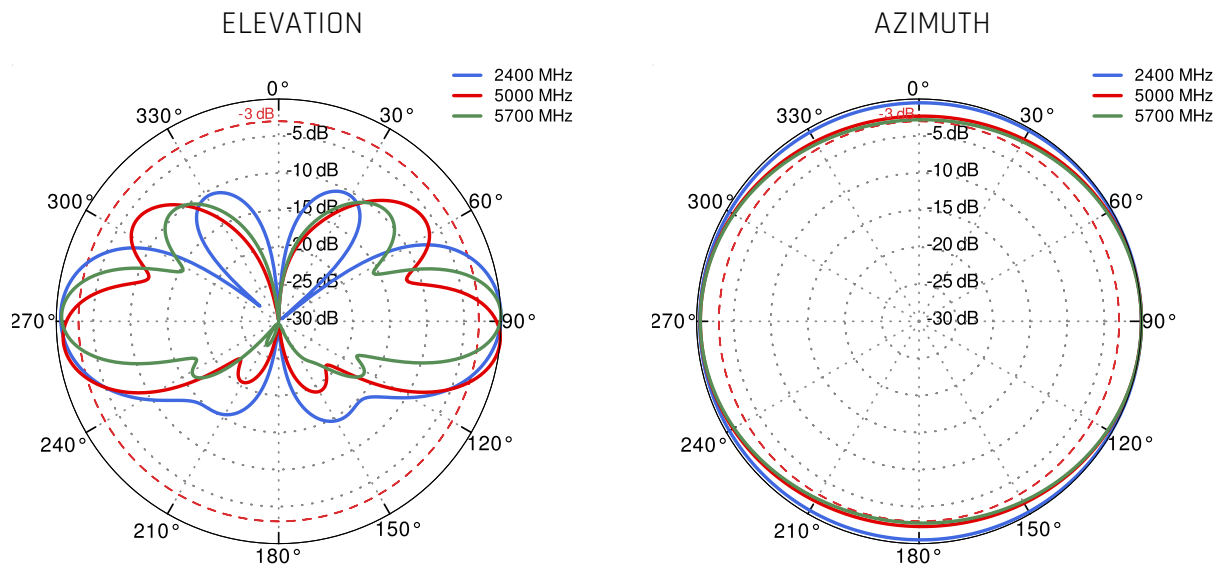 ELEVATION
2400 MHz
5000 MHz
5700 MHz
0°
-3 dB
330°
30°
-5 dB
-10 dB
300°
60°
-15 dB
-20 dB
-25 dB
270°
-30 dB
90°
240°
120°
210°
150°
180°
AZIMUTH
2400 MHz
5000 MHz
5700 MHz
0°
-3 dB
330°
30°
-5 dB
-10 dB
300°
60°
-15 dB
-20 dB
-25 dB
270°
-30 dB
90°
240°
120°
210°
150°
180°